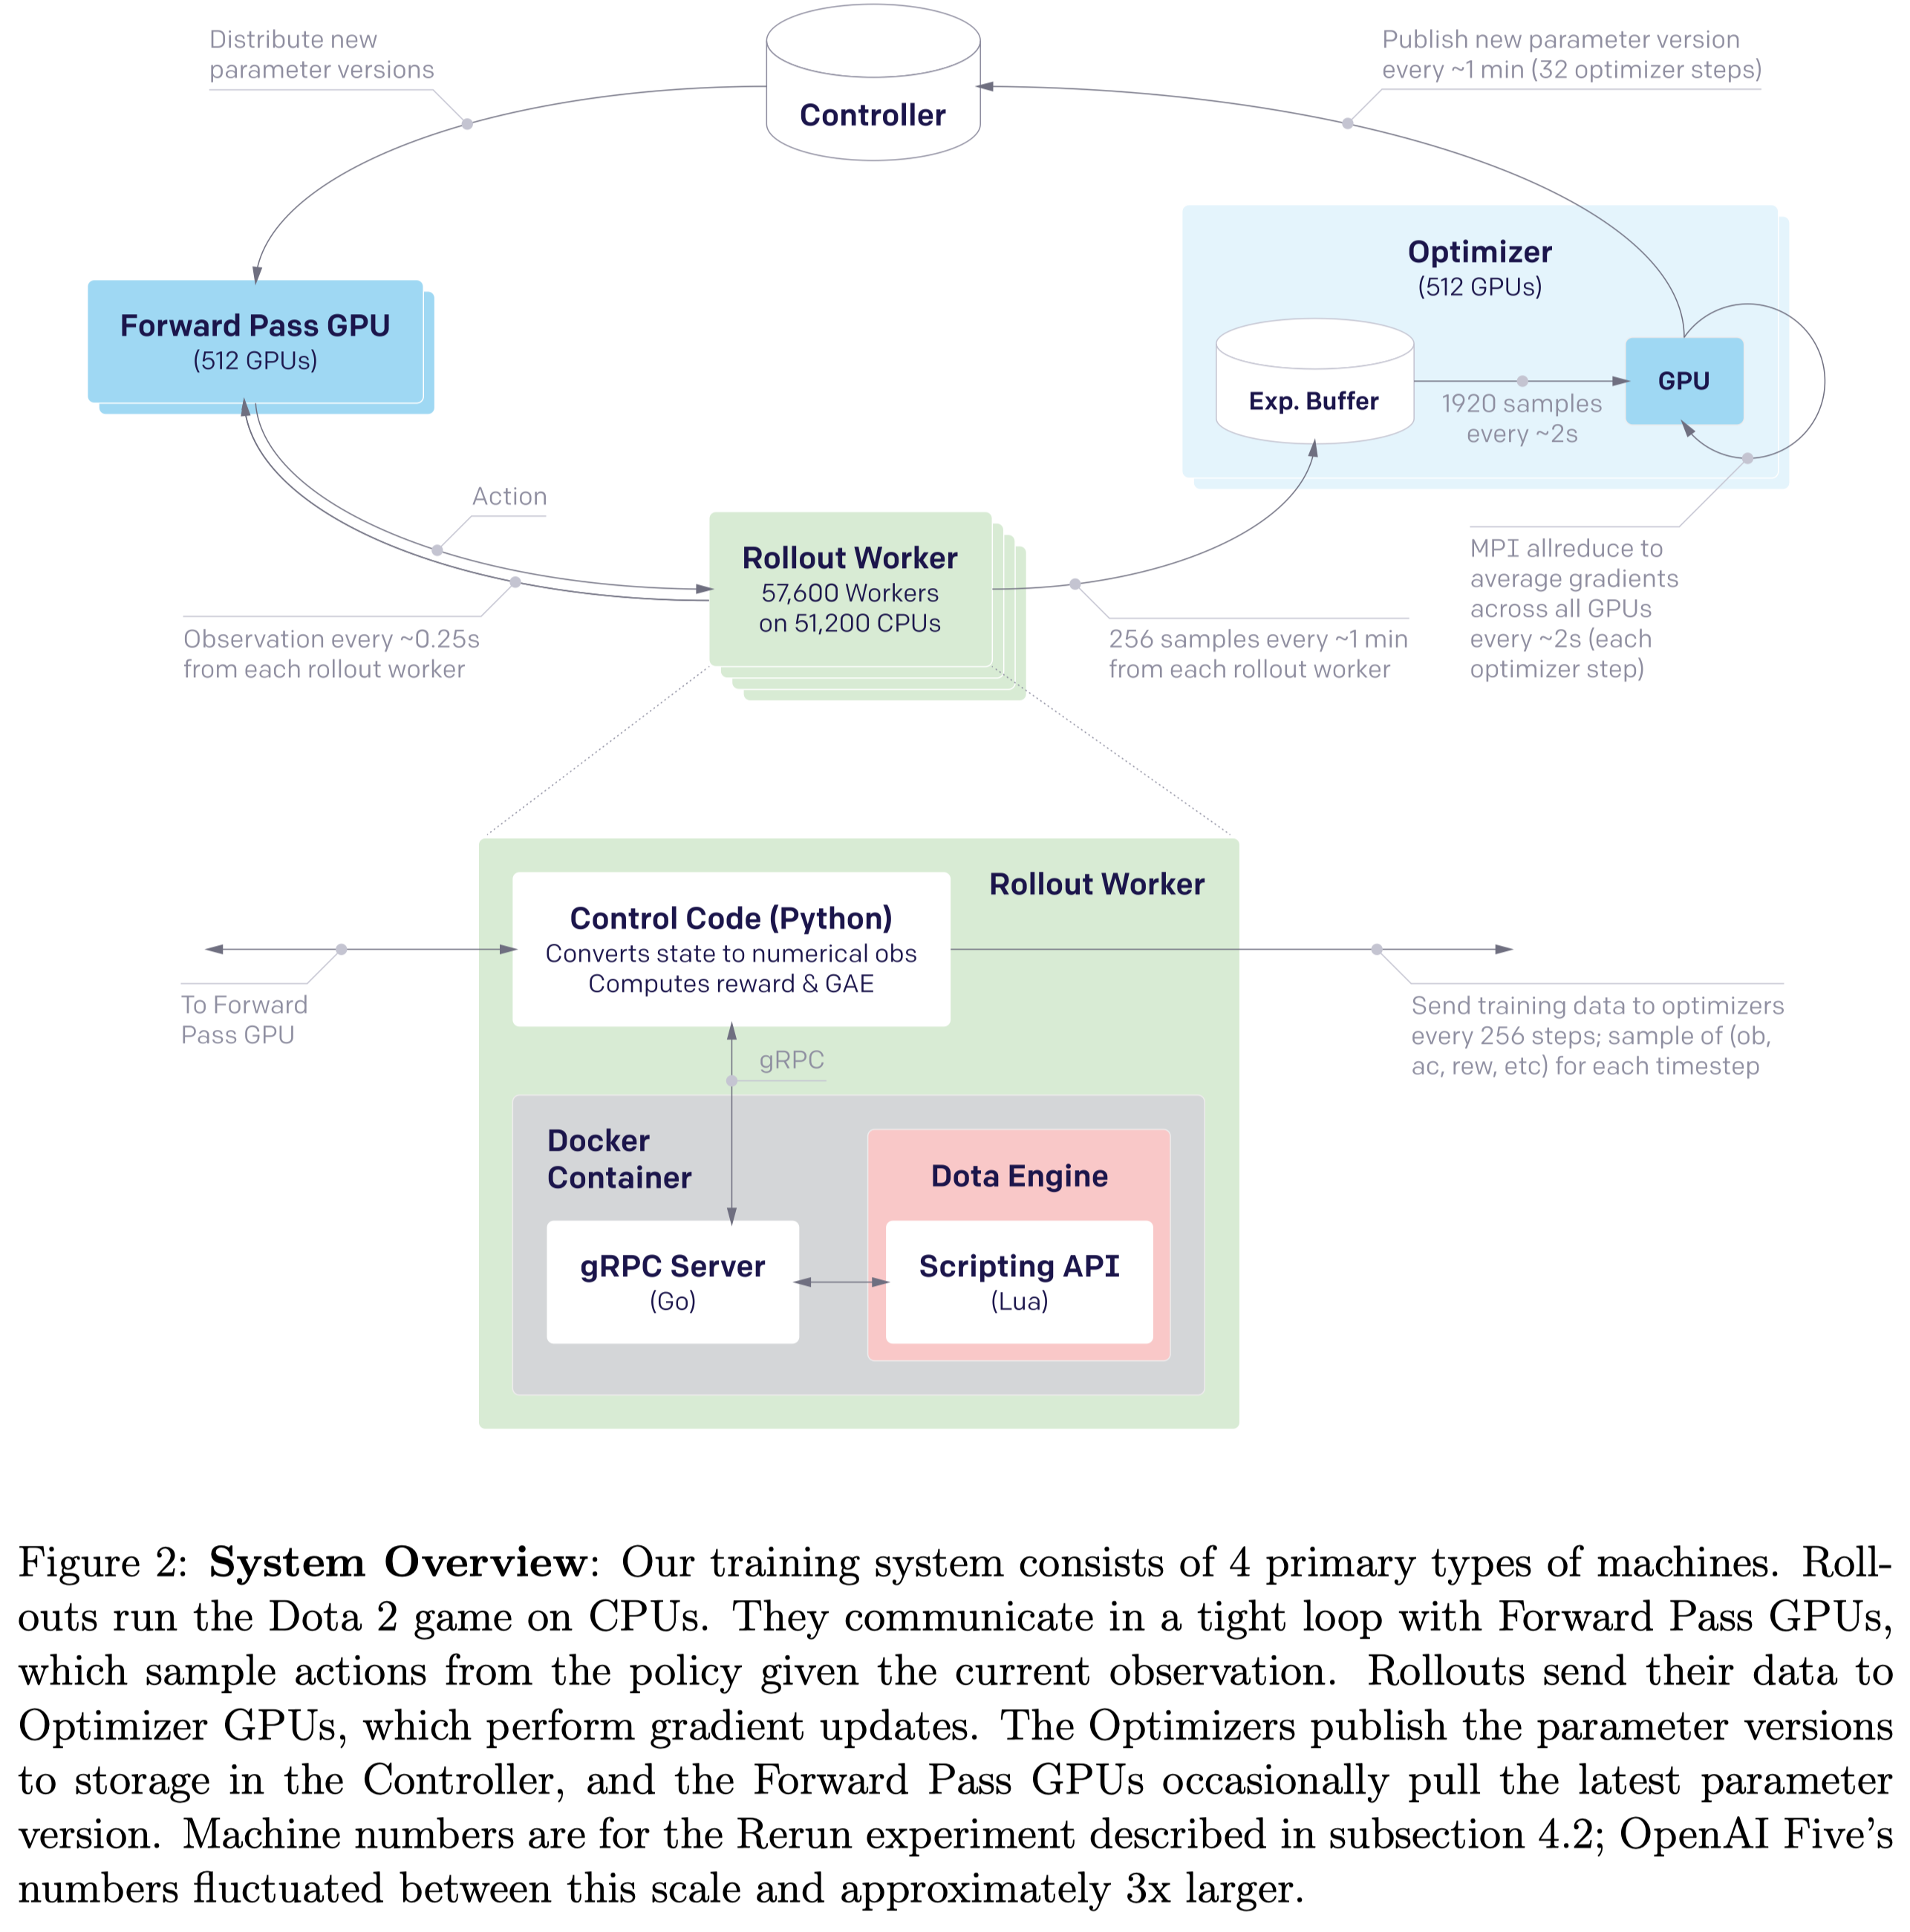 Distribute new
parameter versions
Controller
Publish new parameter version
every ~1 min (32 optimizer steps)
Forward Pass GPU
(512 GPUs)
Optimizer
(512 GPUs)
Exp. Buffer
1920 samples
every ~2s
GPU
Action
Observation every ~0.25s
from each rollout worker
Rollout Worker
57,600 Workers
on 51,200 CPUs
256 samples every ~1 min
from each rollout worker
MPI allreduce to
average gradients
across all GPUs
every ~2s (each
optimizer step)
Rollout Worker
Control Code (Python)
Converts state to numerical obs
Computes reward & GAE
To Forward
Pass GPU
Send training data to optimizers
every 256 steps; sample of (ob,
ac, rew, etc) for each timestep
gRPC
Docker
Container
Dota Engine
gRPC Server
(Go)
Scripting API
(Lua)
Figure 2: System Overview: Our training system consists of 4 primary types of machines. Roll-
outs run the Dota 2 game on CPUs. They communicate in a tight loop with Forward Pass GPUs,
which sample actions from the policy given the current observation. Rollouts send their data to
Optimizer GPUs, which perform gradient updates. The Optimizers publish the parameter versions
to storage in the Controller, and the Forward Pass GPUs occasionally pull the latest parameter
version. Machine numbers are for the Rerun experiment described in subsection 4.2; OpenAI Five's
numbers fluctuated between this scale and approximately 3x larger.